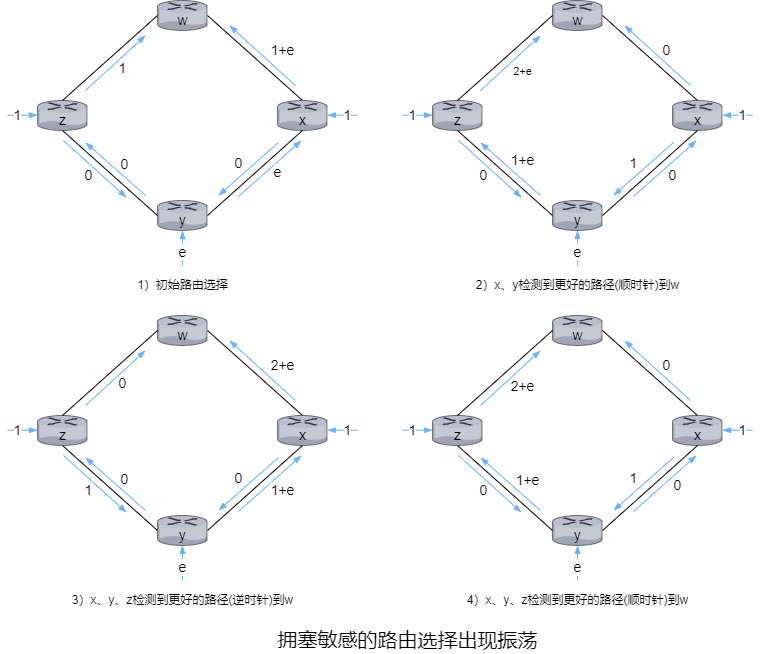 w
1
1+e
1
z
x
1
0
0
0
e
y
e
1）初始路由选择
w
2+e
0
1
z
x
1
1+e
0
1
0
y
e
2）x、y检测到更好的路径(顺时针)到w
w
0
2+e
1
z
x
1
0
1
0
1+e
y
e
3）x、y、z检测到更好的路径(逆时针)到w
w
2+e
0
1
z
x
1
1+e
0
1
0
y
e
4）x、y、z检测到更好的路径(顺时针)到w
拥塞敏感的路由选择出现振荡